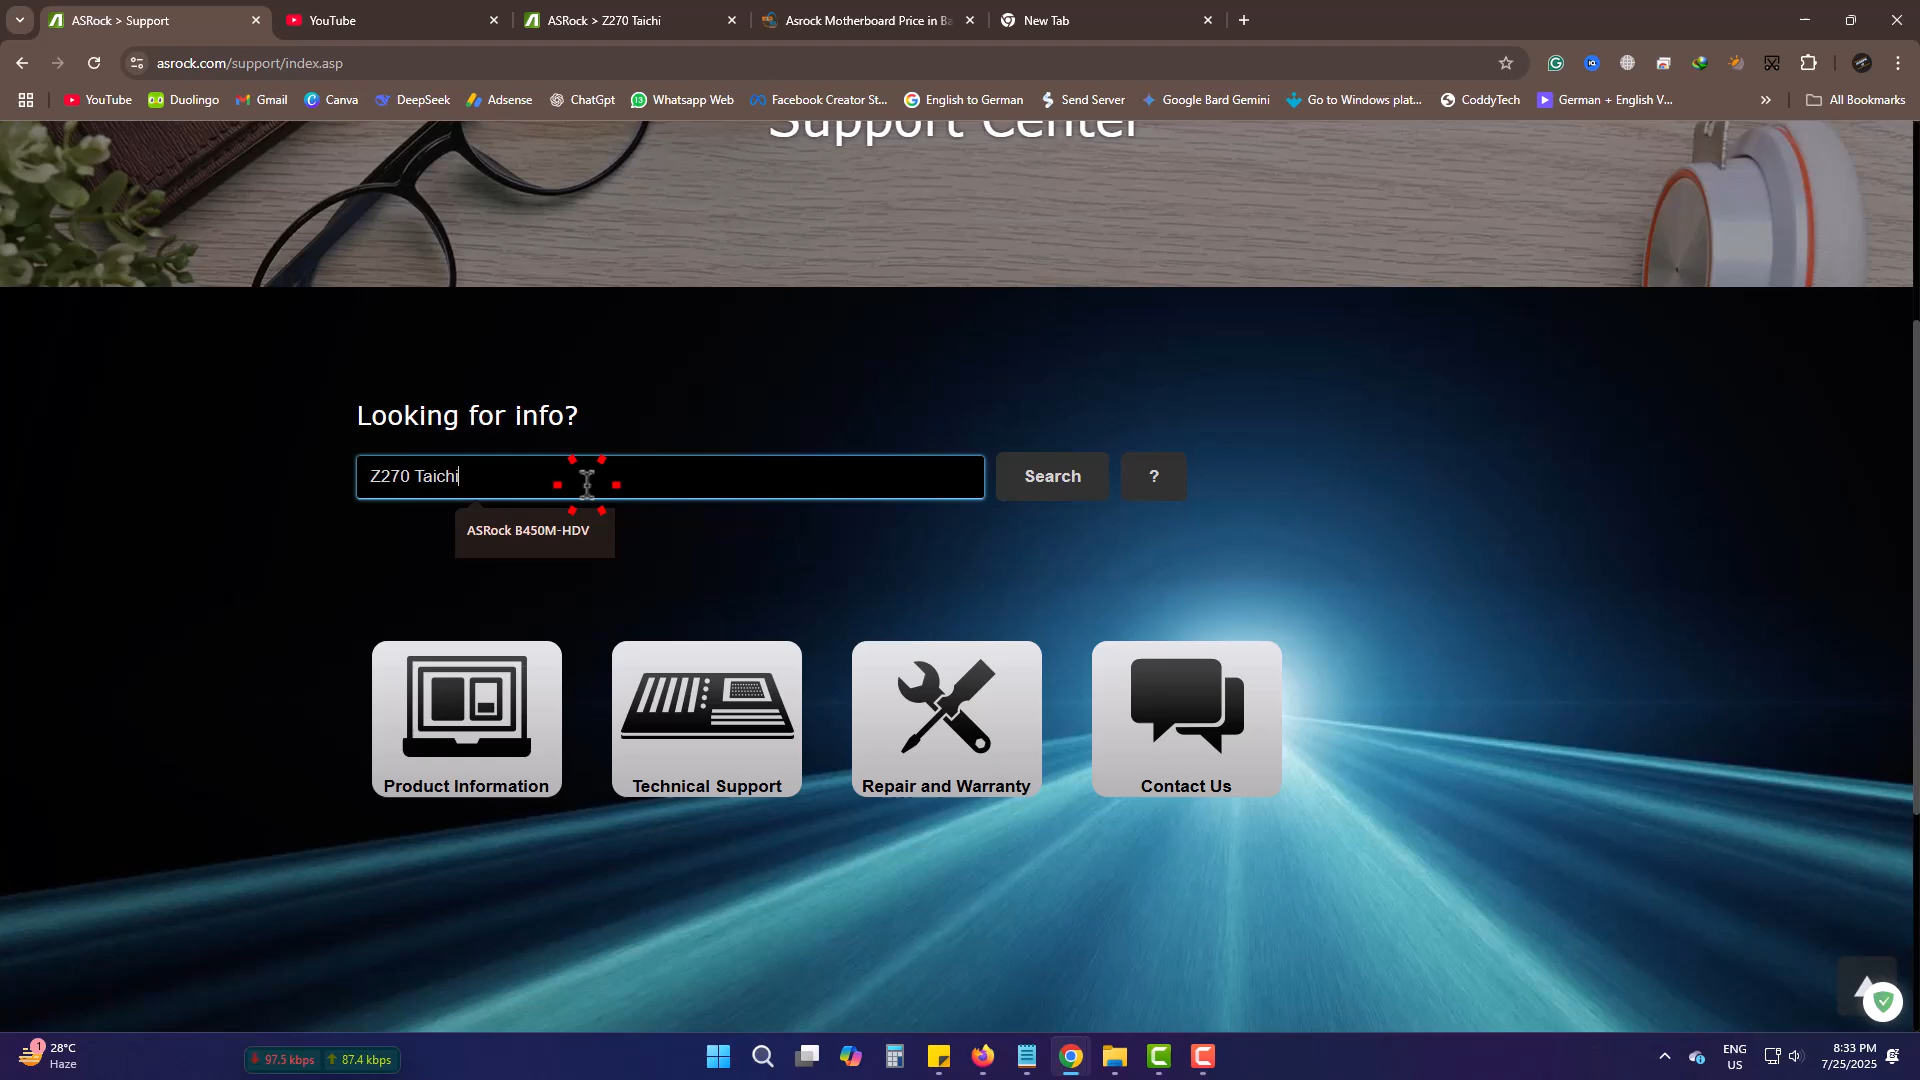 ASRock > Support
YouTube
ASRock > Z270 Taichi
Asrock Motherboard Price in Ba
New Tab
asrock.com/support/index.asp
YouTube
Duolingo
Gmail
Canva
DeepSeek
Adsense
ChatGpt
Whatsapp Web
Facebook Creator St...
English to German
Send Server
Google Bard Gemini
Go to Windows plat...
CoddyTech
German + English V...
All Bookmarks
Support Center
Looking for info?
Z270 Taichi
Search
?
ASRock B450M-HDV
Product Information
Technical Support
Repair and Warranty
Contact Us
1
28°C
Haze
97.5 kbps
87.4 kbps
ENG
US
8:33 PM
7/25/2025